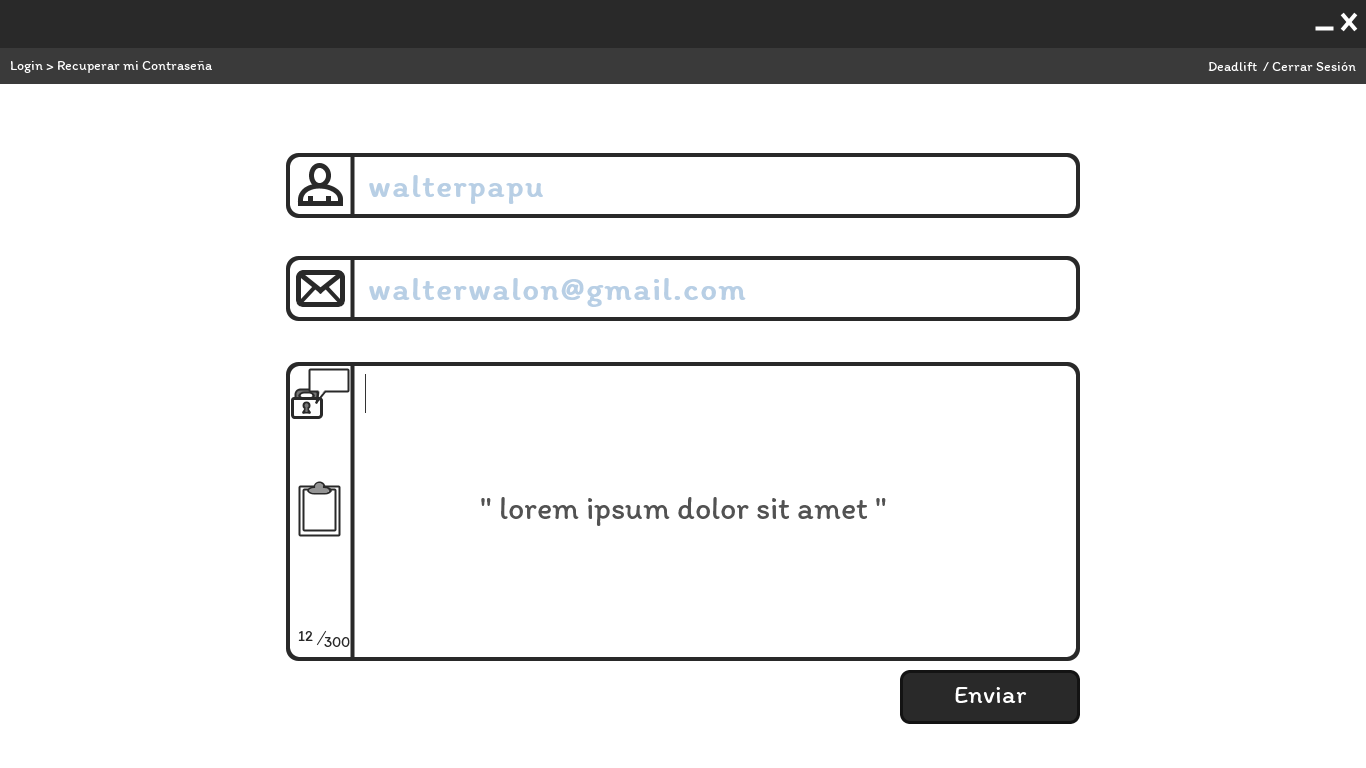 Login > Recuperar mi Contraseña
Deadlift / Cerrar Sesión
walterpapu
walterwalon@gmail.com
" lorem ipsum dolor sit amet "
12 /300
Enviar